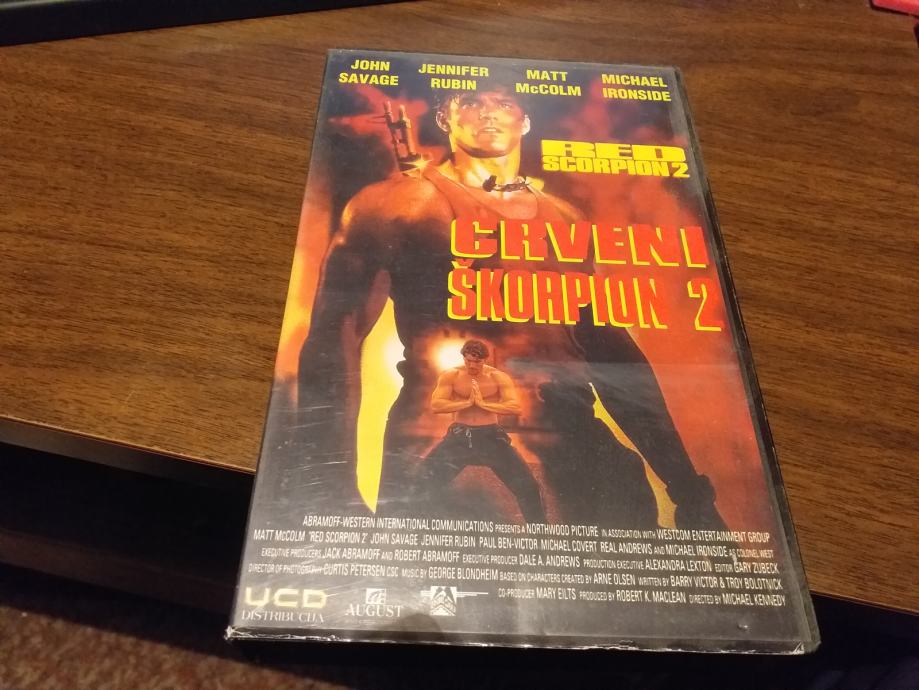 JOHN SAVAGE
JENNIFER RUBIN
MATT McCOLM
MICHAEL IRONSIDE
RED
SCORPION 2
CRVENI
ŠKORPION 2
ABRAMOFF-WESTERN INTERNATIONAL COMMUNICATIONS PRESENTS A NORTHWOOD PICTURE IN ASSOCIATION WITH WESTCOM ENTERTAINMENT GROUP
MATT McCOLM "RED SCORPION 2" JOHN SAVAGE JENNIFER RUBIN PAUL BEN-VICTOR MICHAEL COVERT REAL ANDREWS AND MICHAEL IRONSIDE AS COLONEL WEST
EXECUTIVE PRODUCERS JACK ABRAMOFF AND ROBERT ABRAMOFF EXECUTIVE PRODUCER DALE A. ANDREWS PRODUCTION EXECUTIVE ALEXANDRA LEXTON EDITOR GARY ZUBECK
DIRECTOR OF PHOTOGRAPHY CURTIS PETERSEN CSC MUSIC BY GEORGE BLONDHEIM BASED ON CHARACTERS CREATED BY ARNE OLSEN WRITTEN BY BARRY VICTOR & TROY BOLOTNICK
CO-PRODUCER MARY EILTS PRODUCED BY ROBERT K. MACLEAN DIRECTED BY MICHAEL KENNEDY
UCD
DISTRIBUCIJA
AUGUST